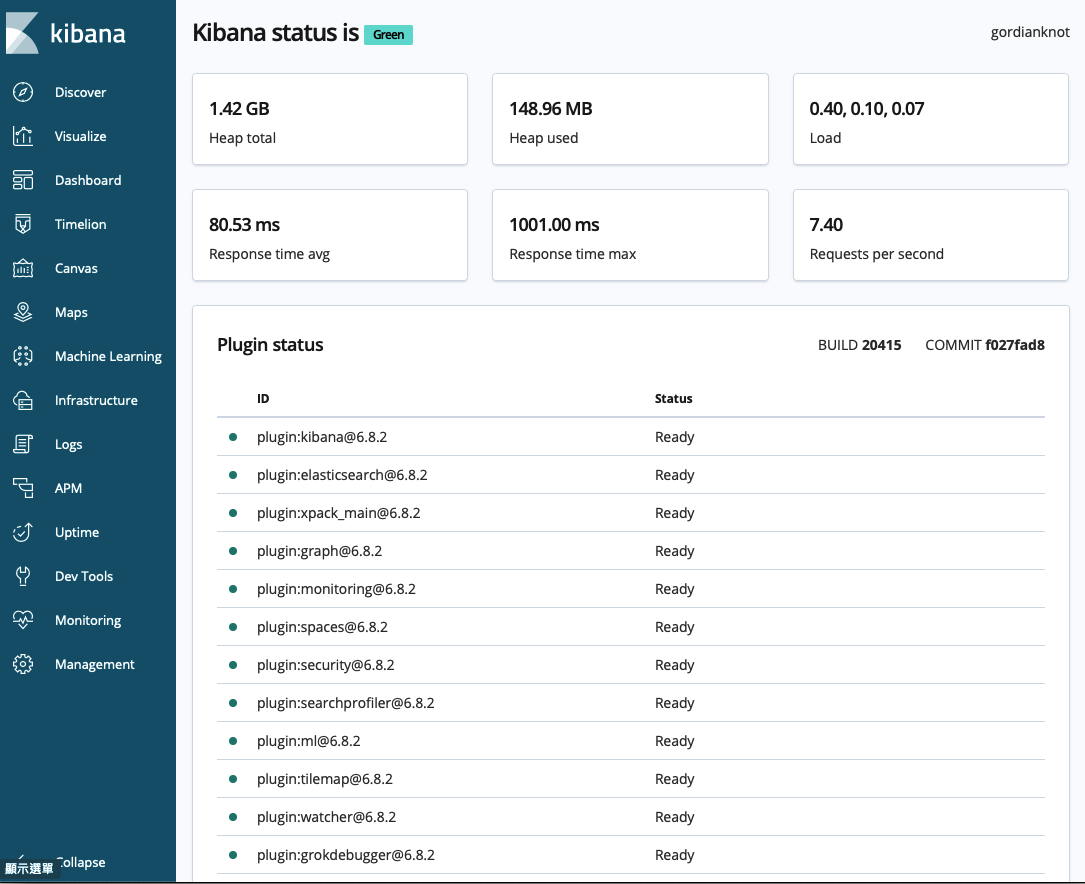 kibana
Discover
Visualize
Dashboard
Timelion
Canvas
Maps
Machine Learning
Infrastructure
Logs
APM
Uptime
Dev Tools
Monitoring
Management
Collapse
顯示選單
Kibana status is Green
gordianknot
1.42 GB
Heap total
148.96 MB
Heap used
0.40, 0.10, 0.07
Load
80.53 ms
Response time avg
1001.00 ms
Response time max
7.40
Requests per second
Plugin status
BUILD 20415 COMMIT f027fad8
ID Status
plugin:kibana@6.8.2 Ready
plugin:elasticsearch@6.8.2 Ready
plugin:xpack_main@6.8.2 Ready
plugin:graph@6.8.2 Ready
plugin:monitoring@6.8.2 Ready
plugin:spaces@6.8.2 Ready
plugin:security@6.8.2 Ready
plugin:searchprofiler@6.8.2 Ready
plugin:ml@6.8.2 Ready
plugin:tilemap@6.8.2 Ready
plugin:watcher@6.8.2 Ready
plugin:grokdebugger@6.8.2 Ready